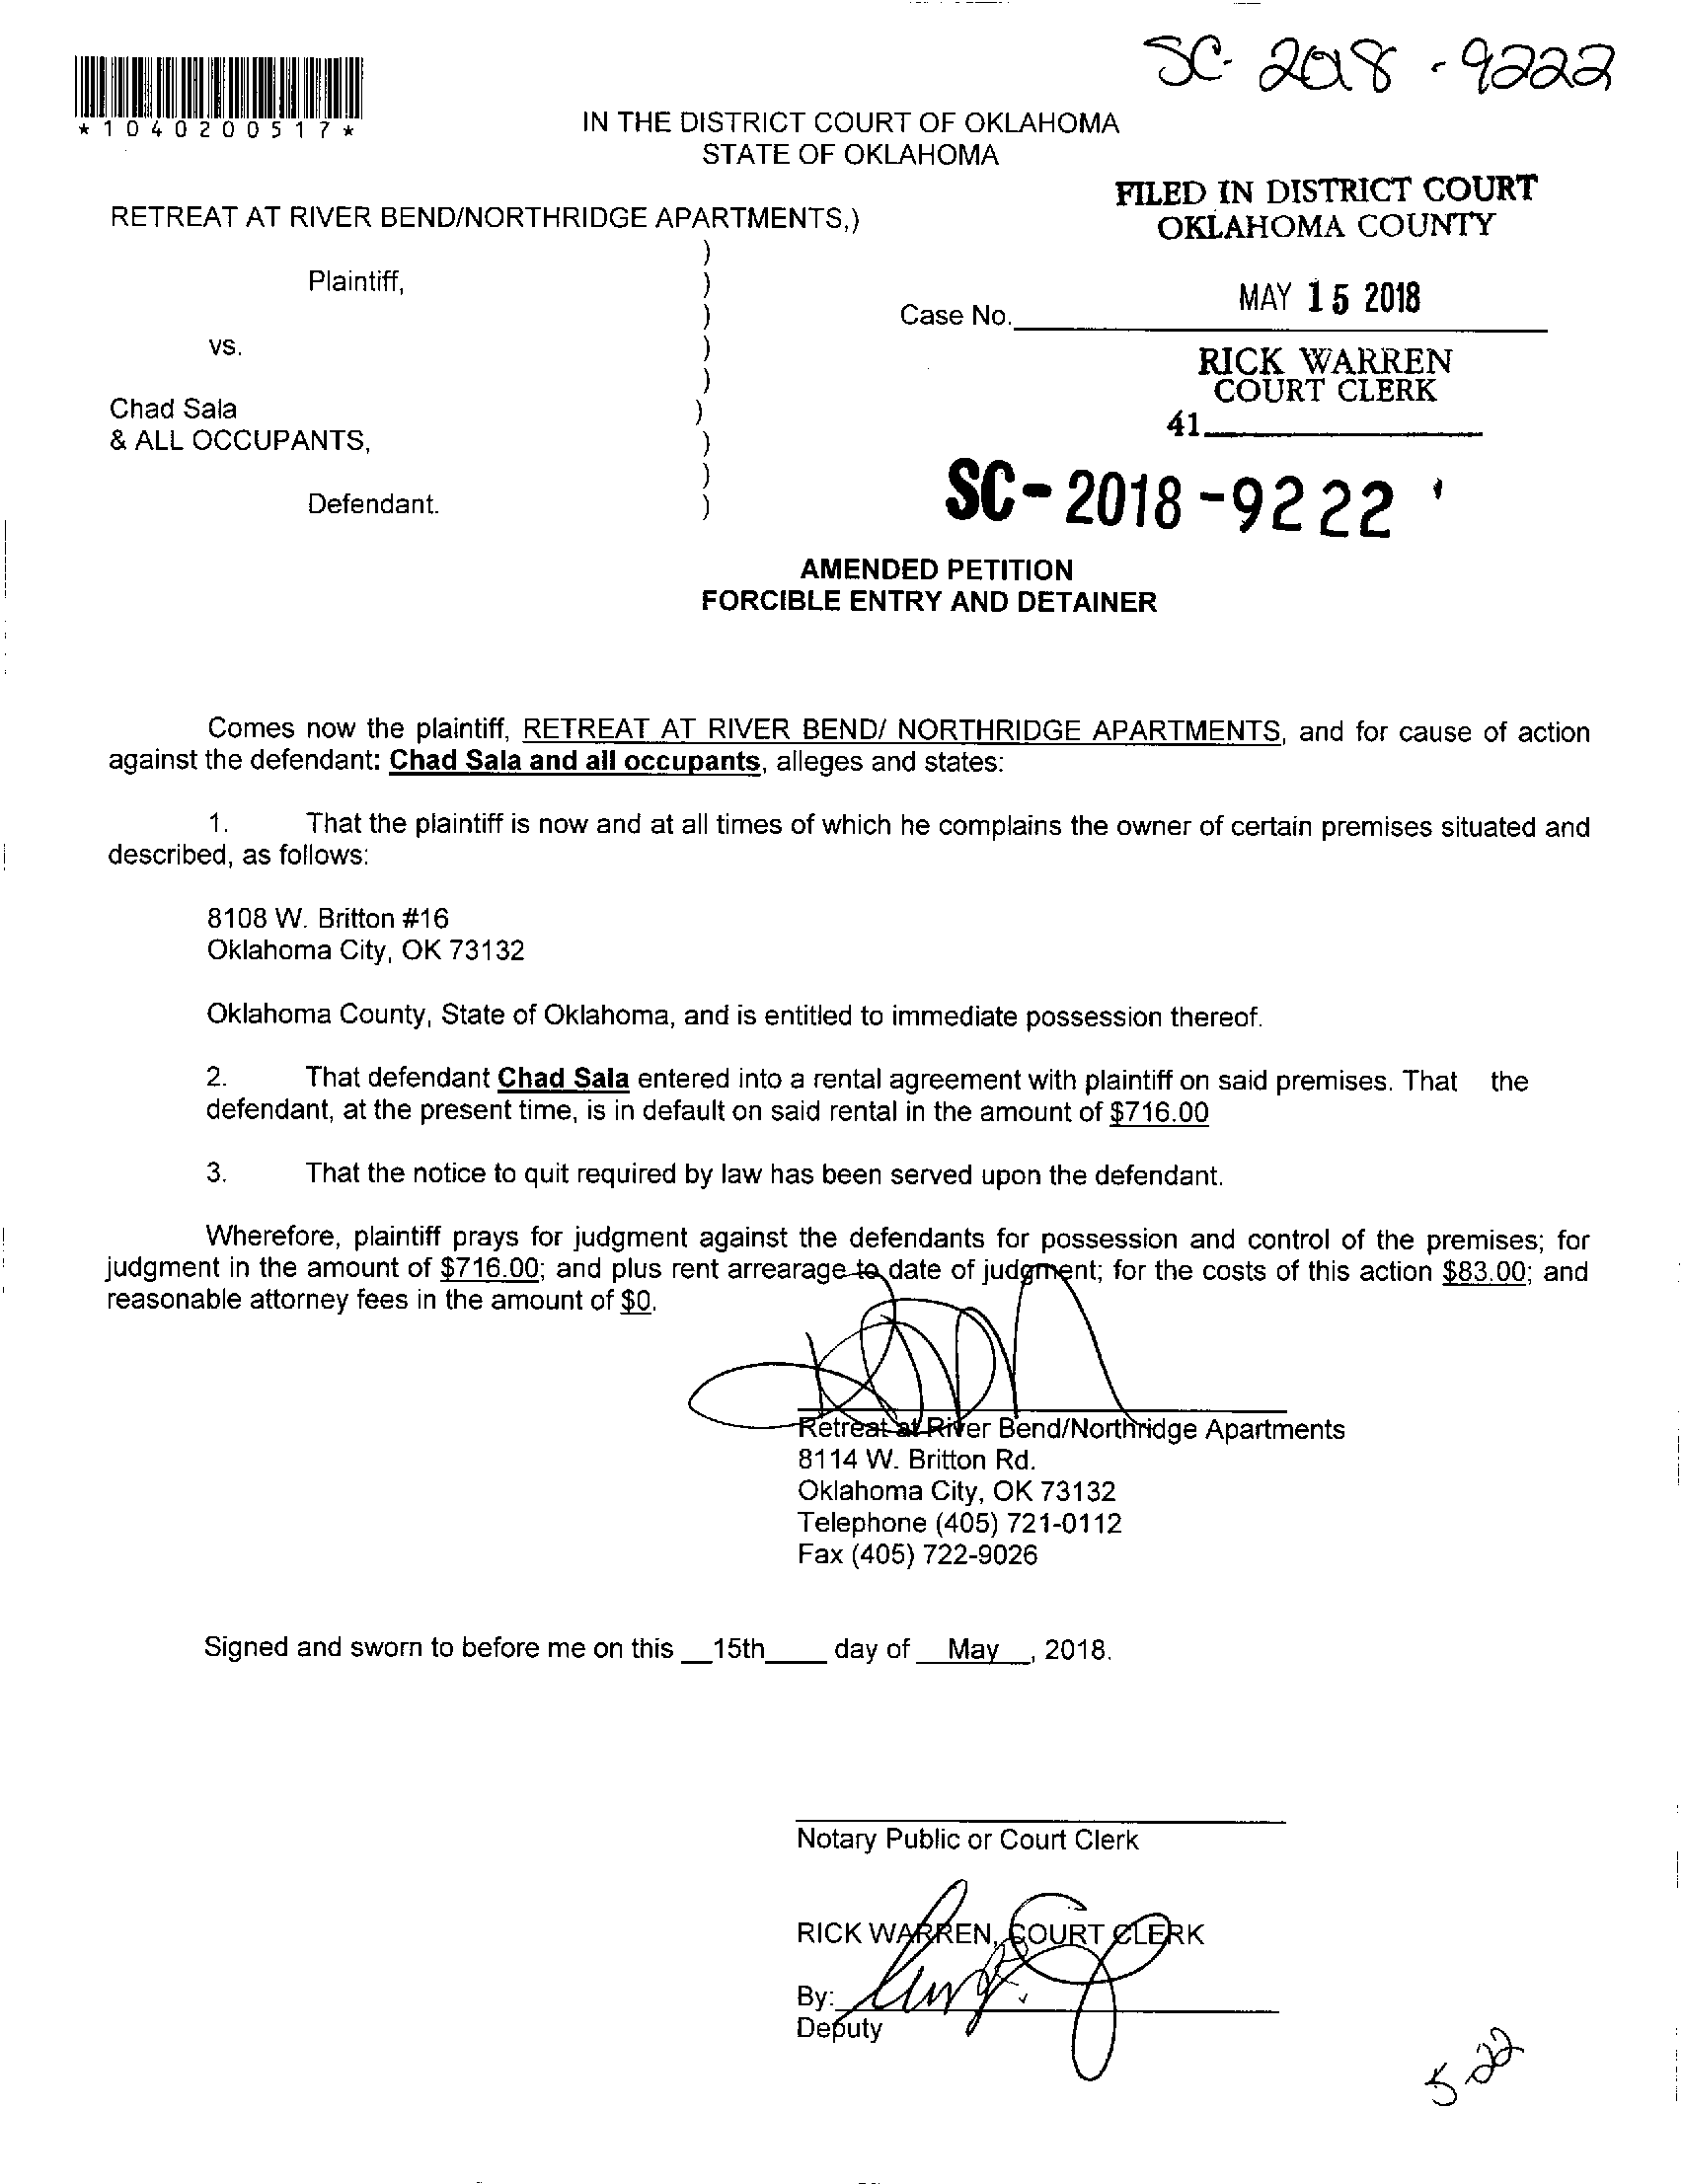 SC-2018-9222
*1040200517*
IN THE DISTRICT COURT OF OKLAHOMA
STATE OF OKLAHOMA
FILED IN DISTRICT COURT
OKLAHOMA COUNTY
RETREAT AT RIVER BEND/NORTHRIDGE APARTMENTS,)
)
Plaintiff, )
MAY 15 2018
) Case No.
vs. )
RICK WARREN
) COURT CLERK
Chad Sala )
41
& ALL OCCUPANTS, )
)
SC-2018-9222
Defendant. )
AMENDED PETITION
FORCIBLE ENTRY AND DETAINER
Comes now the plaintiff, RETREAT AT RIVER BEND/ NORTHRIDGE APARTMENTS, and for cause of action
against the defendant: Chad Sala and all occupants, alleges and states:
1. That the plaintiff is now and at all times of which he complains the owner of certain premises situated and
described, as follows:
8108 W. Britton #16
Oklahoma City, OK 73132
Oklahoma County, State of Oklahoma, and is entitled to immediate possession thereof.
2. That defendant Chad Sala entered into a rental agreement with plaintiff on said premises. That the
defendant, at the present time, is in default on said rental in the amount of $716.00
3. That the notice to quit required by law has been served upon the defendant.
Wherefore, plaintiff prays for judgment against the defendants for possession and control of the premises; for
judgment in the amount of $716.00; and plus rent arrearage to date of judgment; for the costs of this action $83.00; and
reasonable attorney fees in the amount of $0.
Retreat at River Bend/Northridge Apartments
8114 W. Britton Rd.
Oklahoma City, OK 73132
Telephone (405) 721-0112
Fax (405) 722-9026
Signed and sworn to before me on this __15th____ day of __May__, 2018.
Notary Public or Court Clerk
RICK WARREN, COURT CLERK
By:
Deputy
5-22